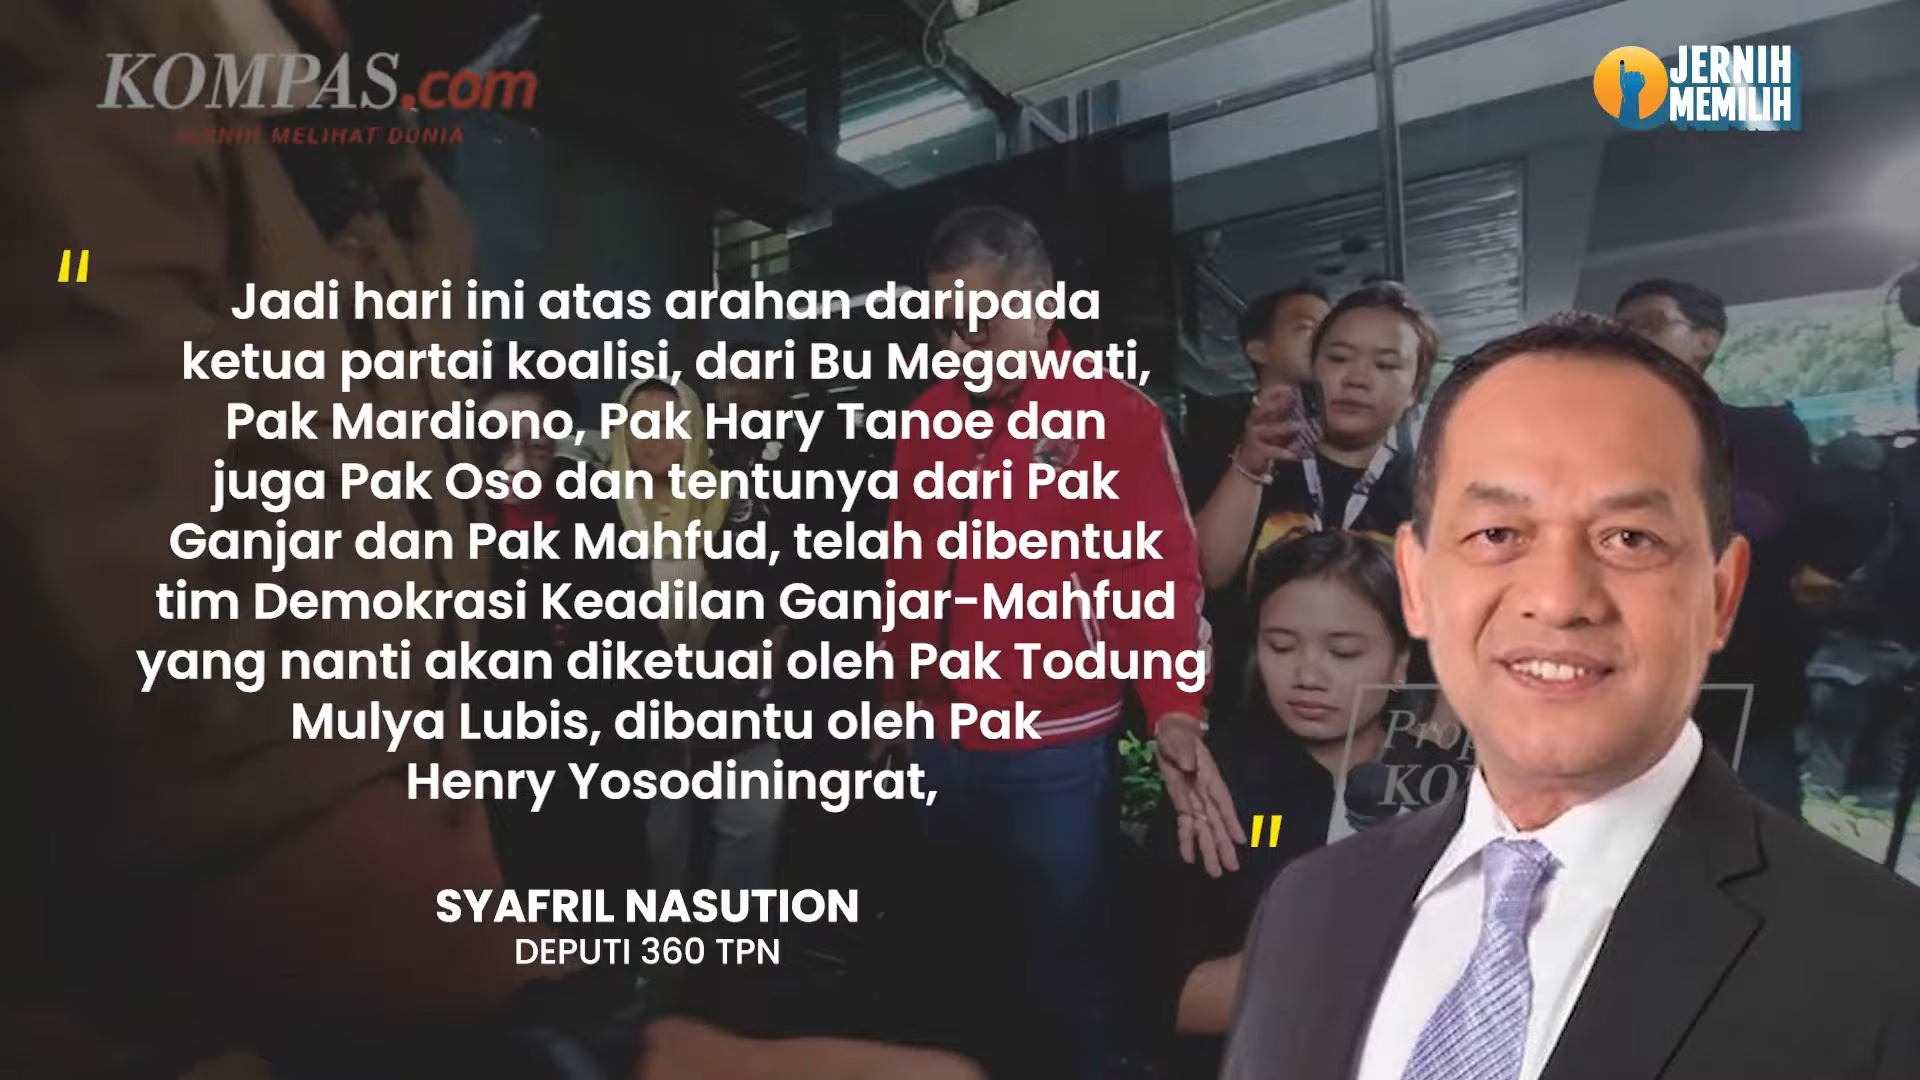 KOMPAS.com
JERNIH MELIHAT DUNIA
JERNIH
MEMILIH
"
Jadi hari ini atas arahan daripada
ketua partai koalisi, dari Bu Megawati,
Pak Mardiono, Pak Hary Tanoe dan
juga Pak Oso dan tentunya dari Pak
Ganjar dan Pak Mahfud, telah dibentuk
tim Demokrasi Keadilan Ganjar-Mahfud
yang nanti akan diketuai oleh Pak Todung
Mulya Lubis, dibantu oleh Pak
Henry Yosodiningrat,
"
SYAFRIL NASUTION
DEPUTI 360 TPN